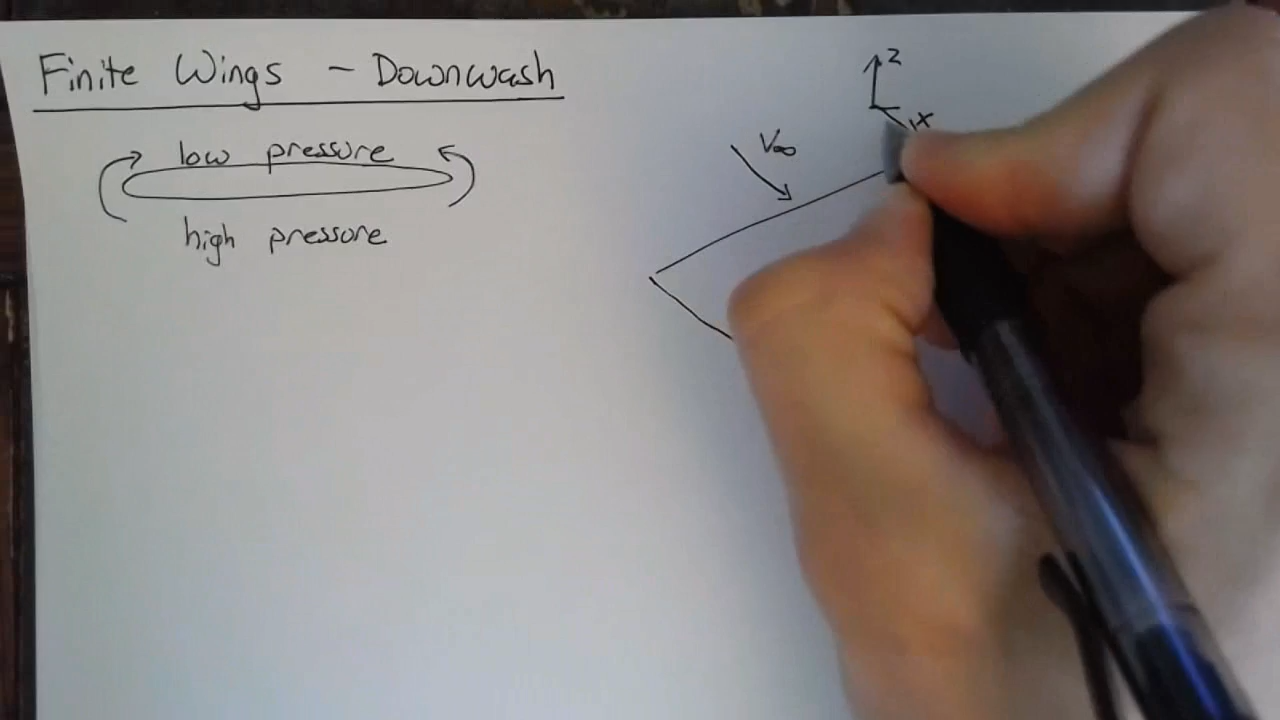 Finite Wings - Downwash
low pressure
high pressure
z
x
V∞